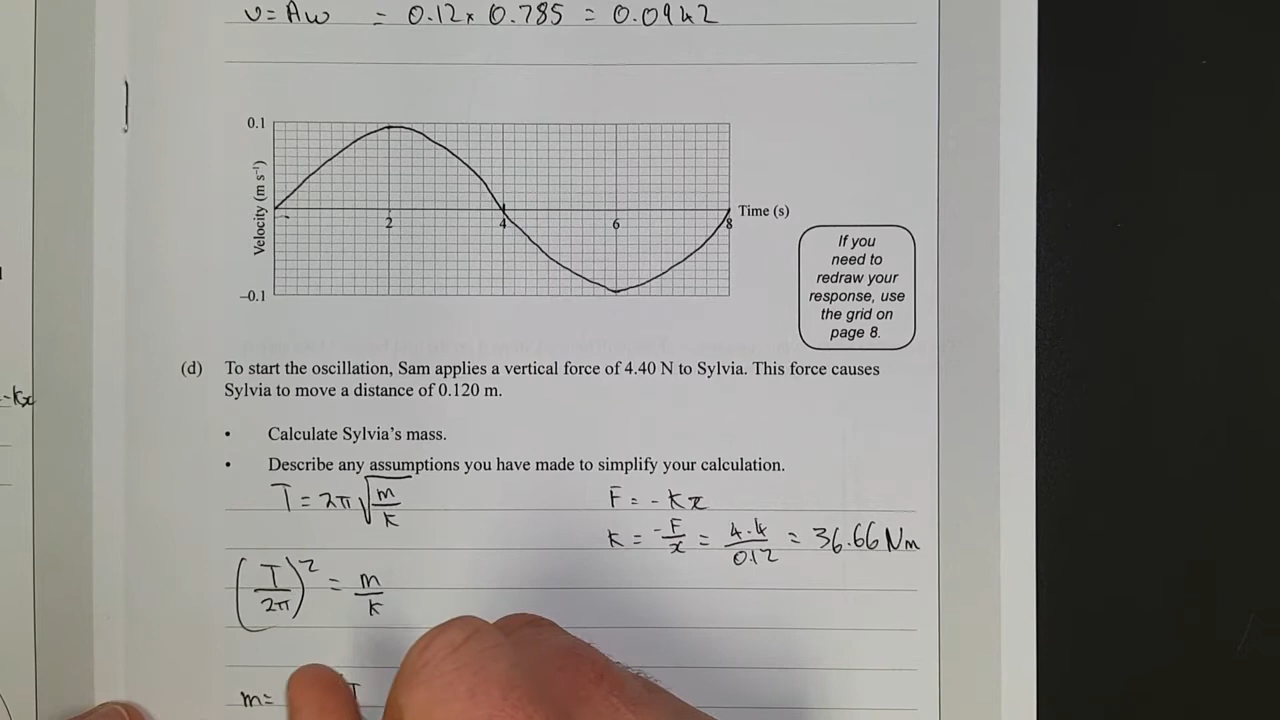 v = Aω = 0.12 x 0.785 = 0.0942
0.1
Velocity (m s⁻¹)
Time (s)
2
4
6
8
–0.1
If you
need to
redraw your
response, use
the grid on
page 8.
–Kx
(d) To start the oscillation, Sam applies a vertical force of 4.40 N to Sylvia. This force causes
Sylvia to move a distance of 0.120 m.
• Calculate Sylvia’s mass.
• Describe any assumptions you have made to simplify your calculation.
T = 2π√(m/k)
F = -Kx
K = -F/x = 4.4/0.12 = 36.66 Nm
(T/2π)² = m/k
m=